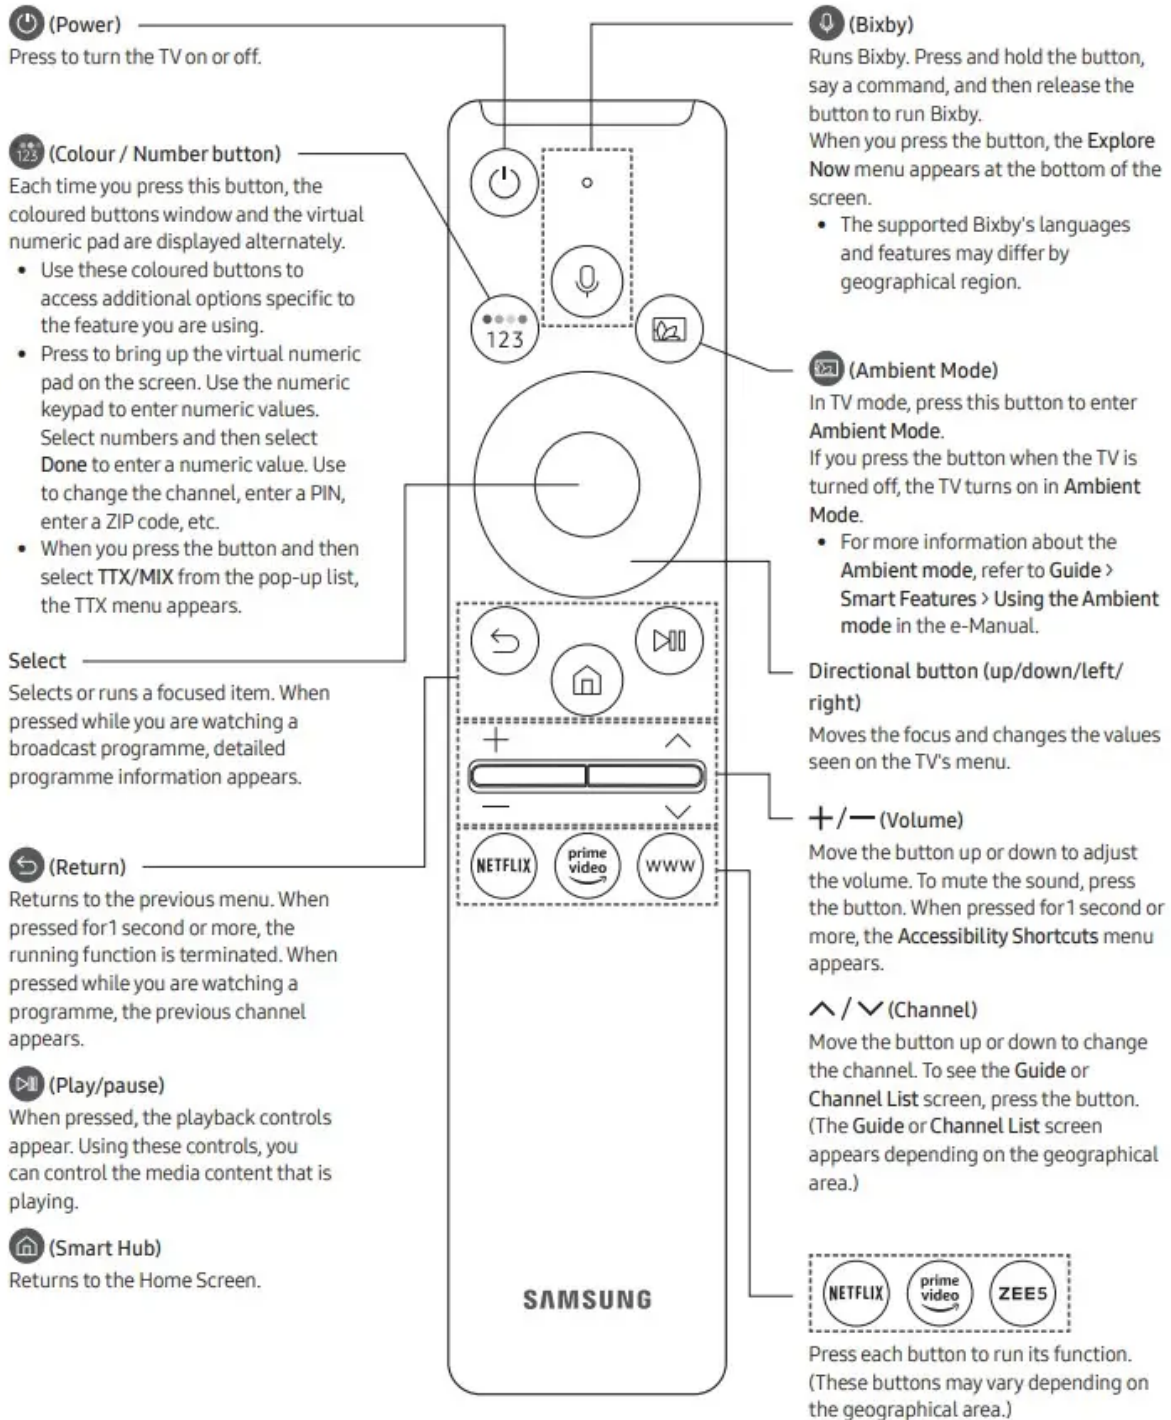 (Power)
Press to turn the TV on or off.
123 (Colour / Number button)
Each time you press this button, the
coloured buttons window and the virtual
numeric pad are displayed alternately.
• Use these coloured buttons to
access additional options specific to
the feature you are using.
• Press to bring up the virtual numeric
pad on the screen. Use the numeric
keypad to enter numeric values.
Select numbers and then select
Done to enter a numeric value. Use
to change the channel, enter a PIN,
enter a ZIP code, etc.
• When you press the button and then
select TTX/MIX from the pop-up list,
the TTX menu appears.
Select
Selects or runs a focused item. When
pressed while you are watching a
broadcast programme, detailed
programme information appears.
(Return)
Returns to the previous menu. When
pressed for1 second or more, the
running function is terminated. When
pressed while you are watching a
programme, the previous channel
appears.
(Play/pause)
When pressed, the playback controls
appear. Using these controls, you
can control the media content that is
playing.
(Smart Hub)
Returns to the Home Screen.
123
+
−
NETFLIX
prime
video
WWW
SAMSUNG
(Bixby)
Runs Bixby. Press and hold the button,
say a command, and then release the
button to run Bixby.
When you press the button, the Explore
Now menu appears at the bottom of the
screen.
• The supported Bixby's languages
and features may differ by
geographical region.
(Ambient Mode)
In TV mode, press this button to enter
Ambient Mode.
If you press the button when the TV is
turned off, the TV turns on in Ambient
Mode.
• For more information about the
Ambient mode, refer to Guide >
Smart Features > Using the Ambient
mode in the e-Manual.
Directional button (up/down/left/
right)
Moves the focus and changes the values
seen on the TV's menu.
+/− (Volume)
Move the button up or down to adjust
the volume. To mute the sound, press
the button. When pressed for1 second or
more, the Accessibility Shortcuts menu
appears.
/ (Channel)
Move the button up or down to change
the channel. To see the Guide or
Channel List screen, press the button.
(The Guide or Channel List screen
appears depending on the geographical
area.)
NETFLIX
prime
video
ZEE5
Press each button to run its function.
(These buttons may vary depending on
the geographical area.)